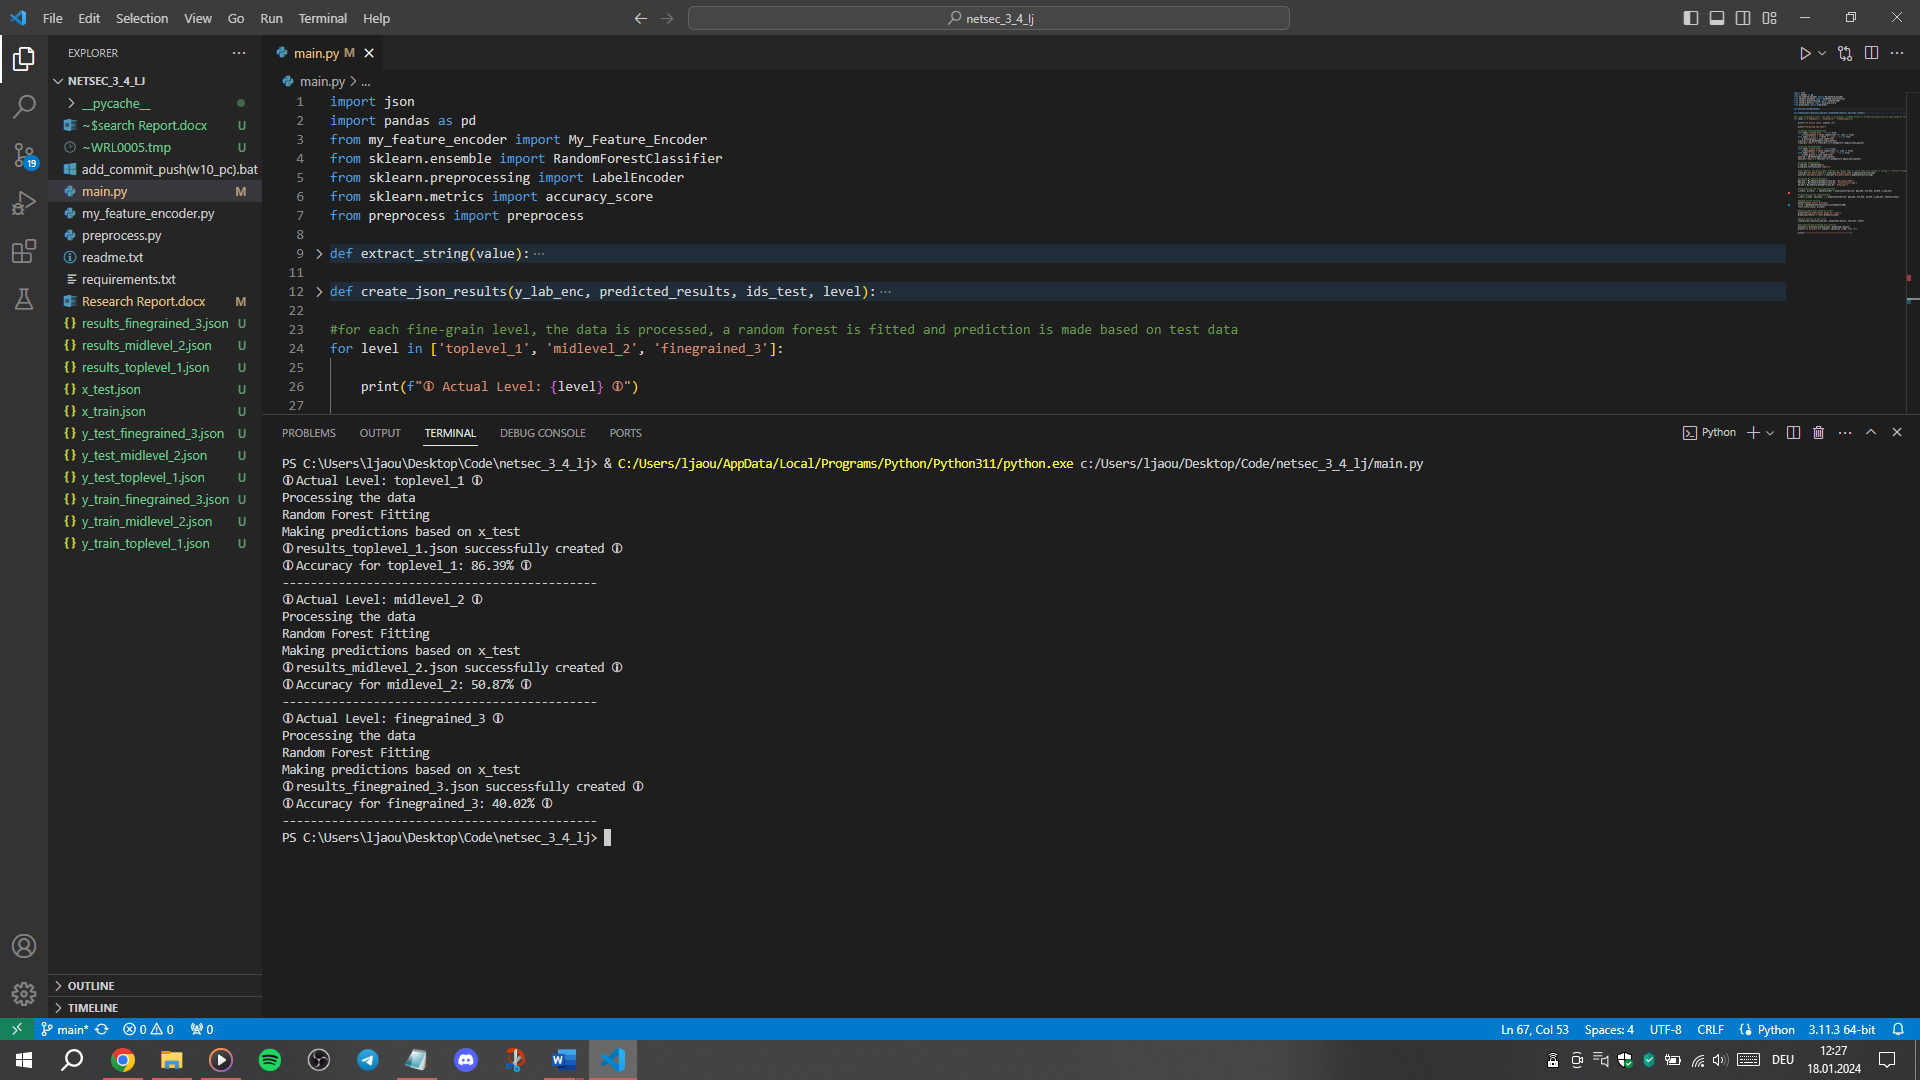 File Edit Selection View Go Run Terminal Help
netsec_3_4_lj
EXPLORER
NETSEC_3_4_LJ
__pycache__
~$search Report.docx U
~WRL0005.tmp U
add_commit_push(w10_pc).bat
main.py M
my_feature_encoder.py
preprocess.py
readme.txt
requirements.txt
Research Report.docx M
results_finegrained_3.json U
results_midlevel_2.json U
results_toplevel_1.json U
x_test.json U
x_train.json U
y_test_finegrained_3.json U
y_test_midlevel_2.json U
y_test_toplevel_1.json U
y_train_finegrained_3.json U
y_train_midlevel_2.json U
y_train_toplevel_1.json U
OUTLINE
TIMELINE
19
main.py M
main.py > ...
1 import json
2 import pandas as pd
3 from my_feature_encoder import My_Feature_Encoder
4 from sklearn.ensemble import RandomForestClassifier
5 from sklearn.preprocessing import LabelEncoder
6 from sklearn.metrics import accuracy_score
7 from preprocess import preprocess
8
9 def extract_string(value):···
11
12 def create_json_results(y_lab_enc, predicted_results, ids_test, level):···
22
23 #for each fine-grain level, the data is processed, a random forest is fitted and prediction is made based on test data
24 for level in ['toplevel_1', 'midlevel_2', 'finegrained_3']:
25
26 print(f"🛈 Actual Level: {level} 🛈")
27
PROBLEMS OUTPUT TERMINAL DEBUG CONSOLE PORTS
Python
PS C:\Users\ljaou\Desktop\Code\netsec_3_4_lj> & C:/Users/ljaou/AppData/Local/Programs/Python/Python311/python.exe c:/Users/ljaou/Desktop/Code/netsec_3_4_lj/main.py
🛈 Actual Level: toplevel_1 🛈
Processing the data
Random Forest Fitting
Making predictions based on x_test
🛈 results_toplevel_1.json successfully created 🛈
🛈 Accuracy for toplevel_1: 86.39% 🛈
---------------------------------------------
🛈 Actual Level: midlevel_2 🛈
Processing the data
Random Forest Fitting
Making predictions based on x_test
🛈 results_midlevel_2.json successfully created 🛈
🛈 Accuracy for midlevel_2: 50.87% 🛈
---------------------------------------------
🛈 Actual Level: finegrained_3 🛈
Processing the data
Random Forest Fitting
Making predictions based on x_test
🛈 results_finegrained_3.json successfully created 🛈
🛈 Accuracy for finegrained_3: 40.02% 🛈
---------------------------------------------
PS C:\Users\ljaou\Desktop\Code\netsec_3_4_lj>
main* 0 0 0 Ln 67, Col 53 Spaces: 4 UTF-8 CRLF Python 3.11.3 64-bit
DEU
12:27
18.01.2024